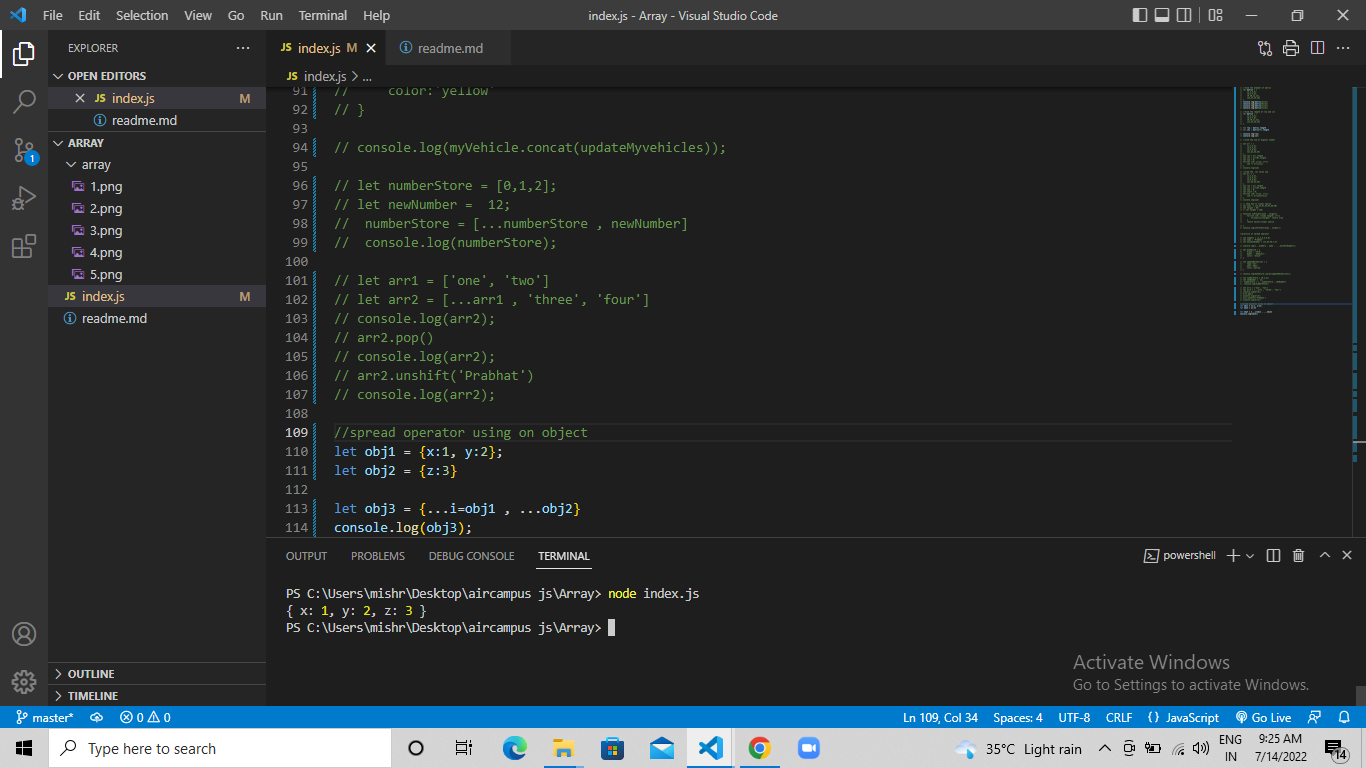 File Edit Selection View Go Run Terminal Help index.js - Array - Visual Studio Code
EXPLORER
OPEN EDITORS
JS index.js M
readme.md
ARRAY
array
1.png
2.png
3.png
4.png
5.png
JS index.js M
readme.md
OUTLINE
TIMELINE
JS index.js M readme.md
JS index.js > ...
91 // color:'yellow'
92 // }
93
94 // console.log(myVehicle.concat(updateMyvehicles));
95
96 // let numberStore = [0,1,2];
97 // let newNumber =  12;
98 //  numberStore = [...numberStore , newNumber]
99 //  console.log(numberStore);
100
101 // let arr1 = ['one', 'two']
102 // let arr2 = [...arr1 , 'three', 'four']
103 // console.log(arr2);
104 // arr2.pop()
105 // console.log(arr2);
106 // arr2.unshift('Prabhat')
107 // console.log(arr2);
108
109 //spread operator using on object
110 let obj1 = {x:1, y:2};
111 let obj2 = {z:3}
112
113 let obj3 = {...i=obj1 , ...obj2}
114 console.log(obj3);
OUTPUT PROBLEMS DEBUG CONSOLE TERMINAL powershell
PS C:\Users\mishr\Desktop\aircampus js\Array> node index.js
{ x: 1, y: 2, z: 3 }
PS C:\Users\mishr\Desktop\aircampus js\Array>
Activate Windows
Go to Settings to activate Windows.
1
master* 0 0 Ln 109, Col 34 Spaces: 4 UTF-8 CRLF {} JavaScript Go Live
Type here to search 35°C Light rain ENG 9:25 AM
IN 7/14/2022 14